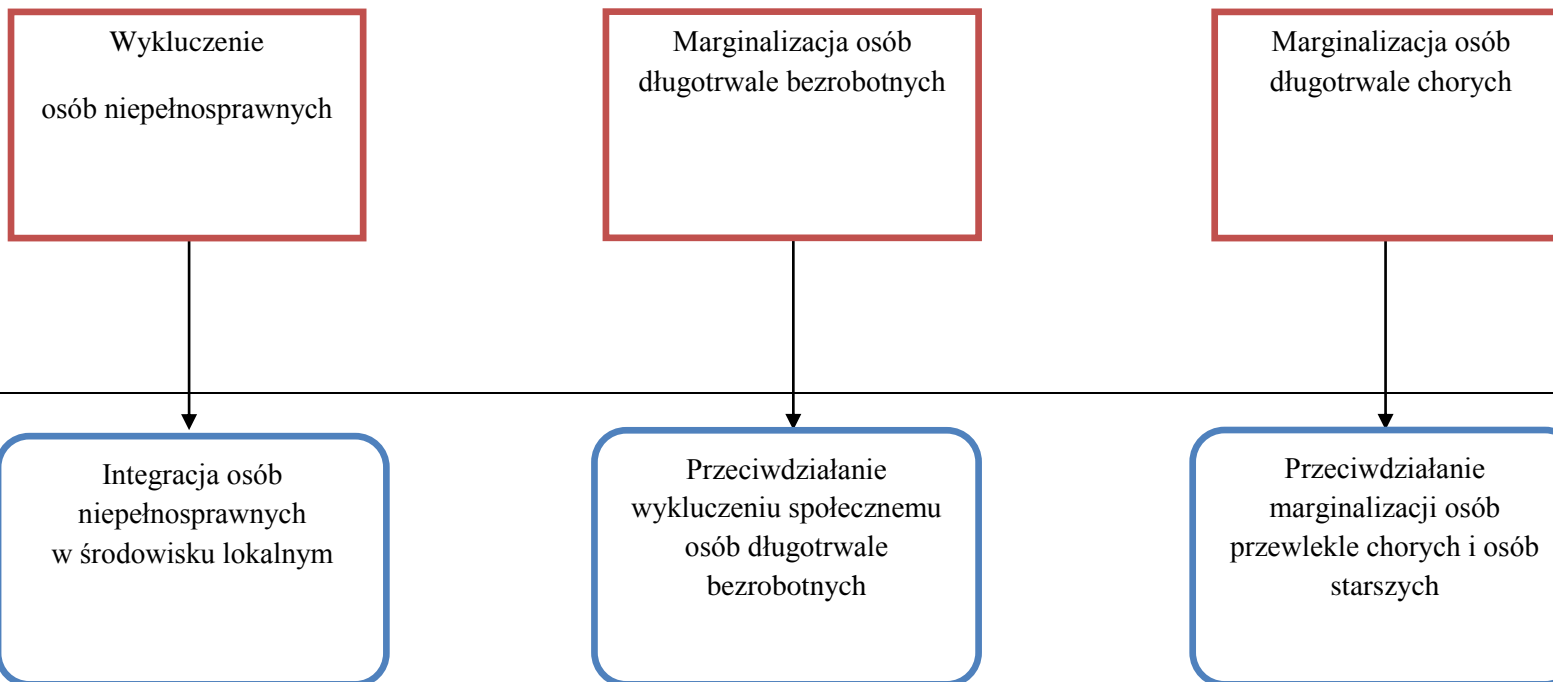 Wykluczenie
osób niepełnosprawnych
Marginalizacja osób
długotrwale bezrobotnych
Marginalizacja osób
długotrwale chorych
Integracja osób
niepełnosprawnych
w środowisku lokalnym
Przeciwdziałanie
wykluczeniu społecznemu
osób długotrwale
bezrobotnych
Przeciwdziałanie
marginalizacji osób
przewlekle chorych i osób
starszych